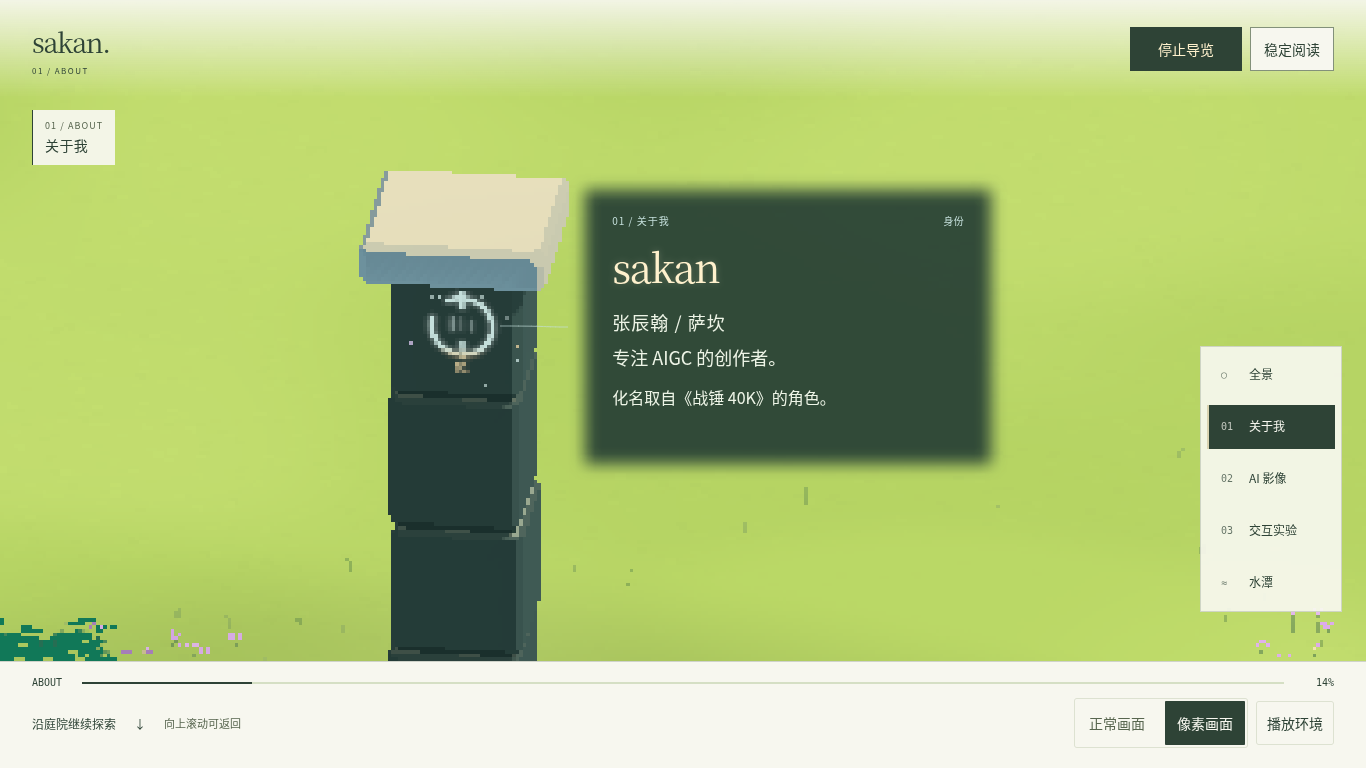 sakan.
01 / ABOUT
停止导览
稳定阅读
01 / ABOUT
关于我
01 / 关于我
身份
sakan
张辰翰 / 萨坎
专注 AIGC 的创作者。
化名取自《战锤 40K》的角色。
全景
01 关于我
02 AI 影像
03 交互实验
≈ 水潭
ABOUT
14%
沿庭院继续探索 ↓ 向上滚动可返回
正常画面
像素画面
播放环境